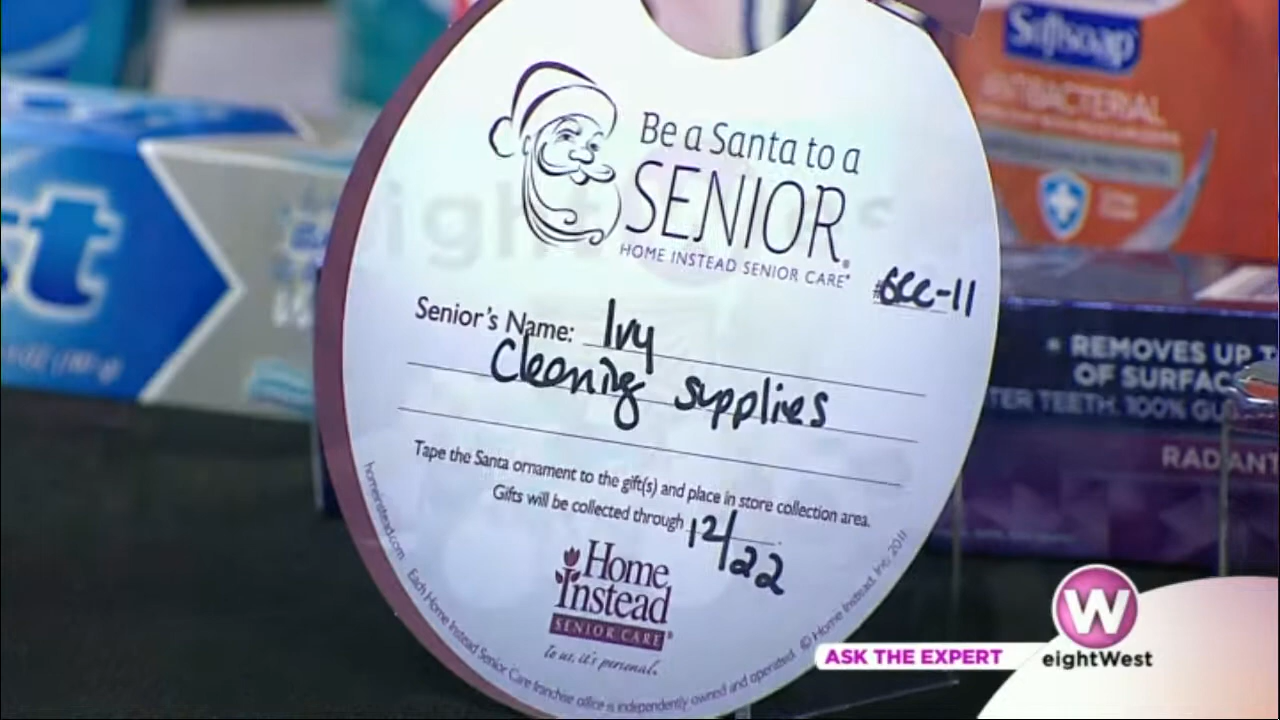 Softsoap
ANTIBACTERIAL
Be a Santa to a
SENIOR®
HOME INSTEAD SENIOR CARE®
#GCC-11
Senior's Name: Ivy
Cleaning supplies
Tape the Santa ornament to the gift(s) and place in store collection area.
Gifts will be collected through 12/22.
Home
Instead
SENIOR CARE®
to us, it's personal.
homeinstead.com Each Home Instead Senior Care franchise office is independently owned and operated. © Home Instead, Inc. 2011
• REMOVES UP T
OF SURFAC
TER TEETH. 100% GU
RADIANT
st
ASK THE EXPERT
W
eightWest